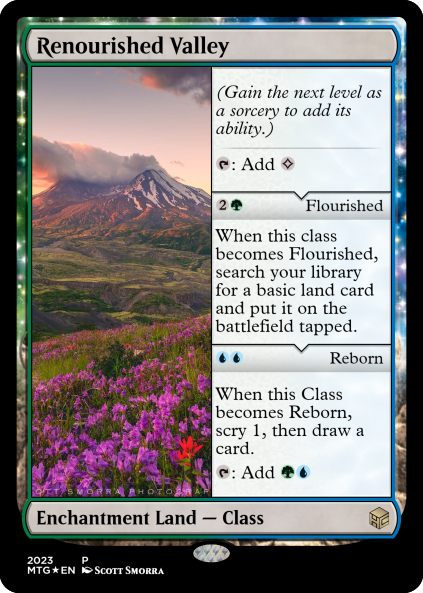 Renourished Valley
(Gain the next level as
a sorcery to add its
ability.)
: Add
2 Flourished
When this class
becomes Flourished,
search your library
for a basic land card
and put it on the
battlefield tapped.
Reborn
When this Class
becomes Reborn,
scry 1, then draw a
card.
: Add
SMORRA PHOTOGRAP
Enchantment Land — Class
2023 P
MTG★EN Scott Smorra